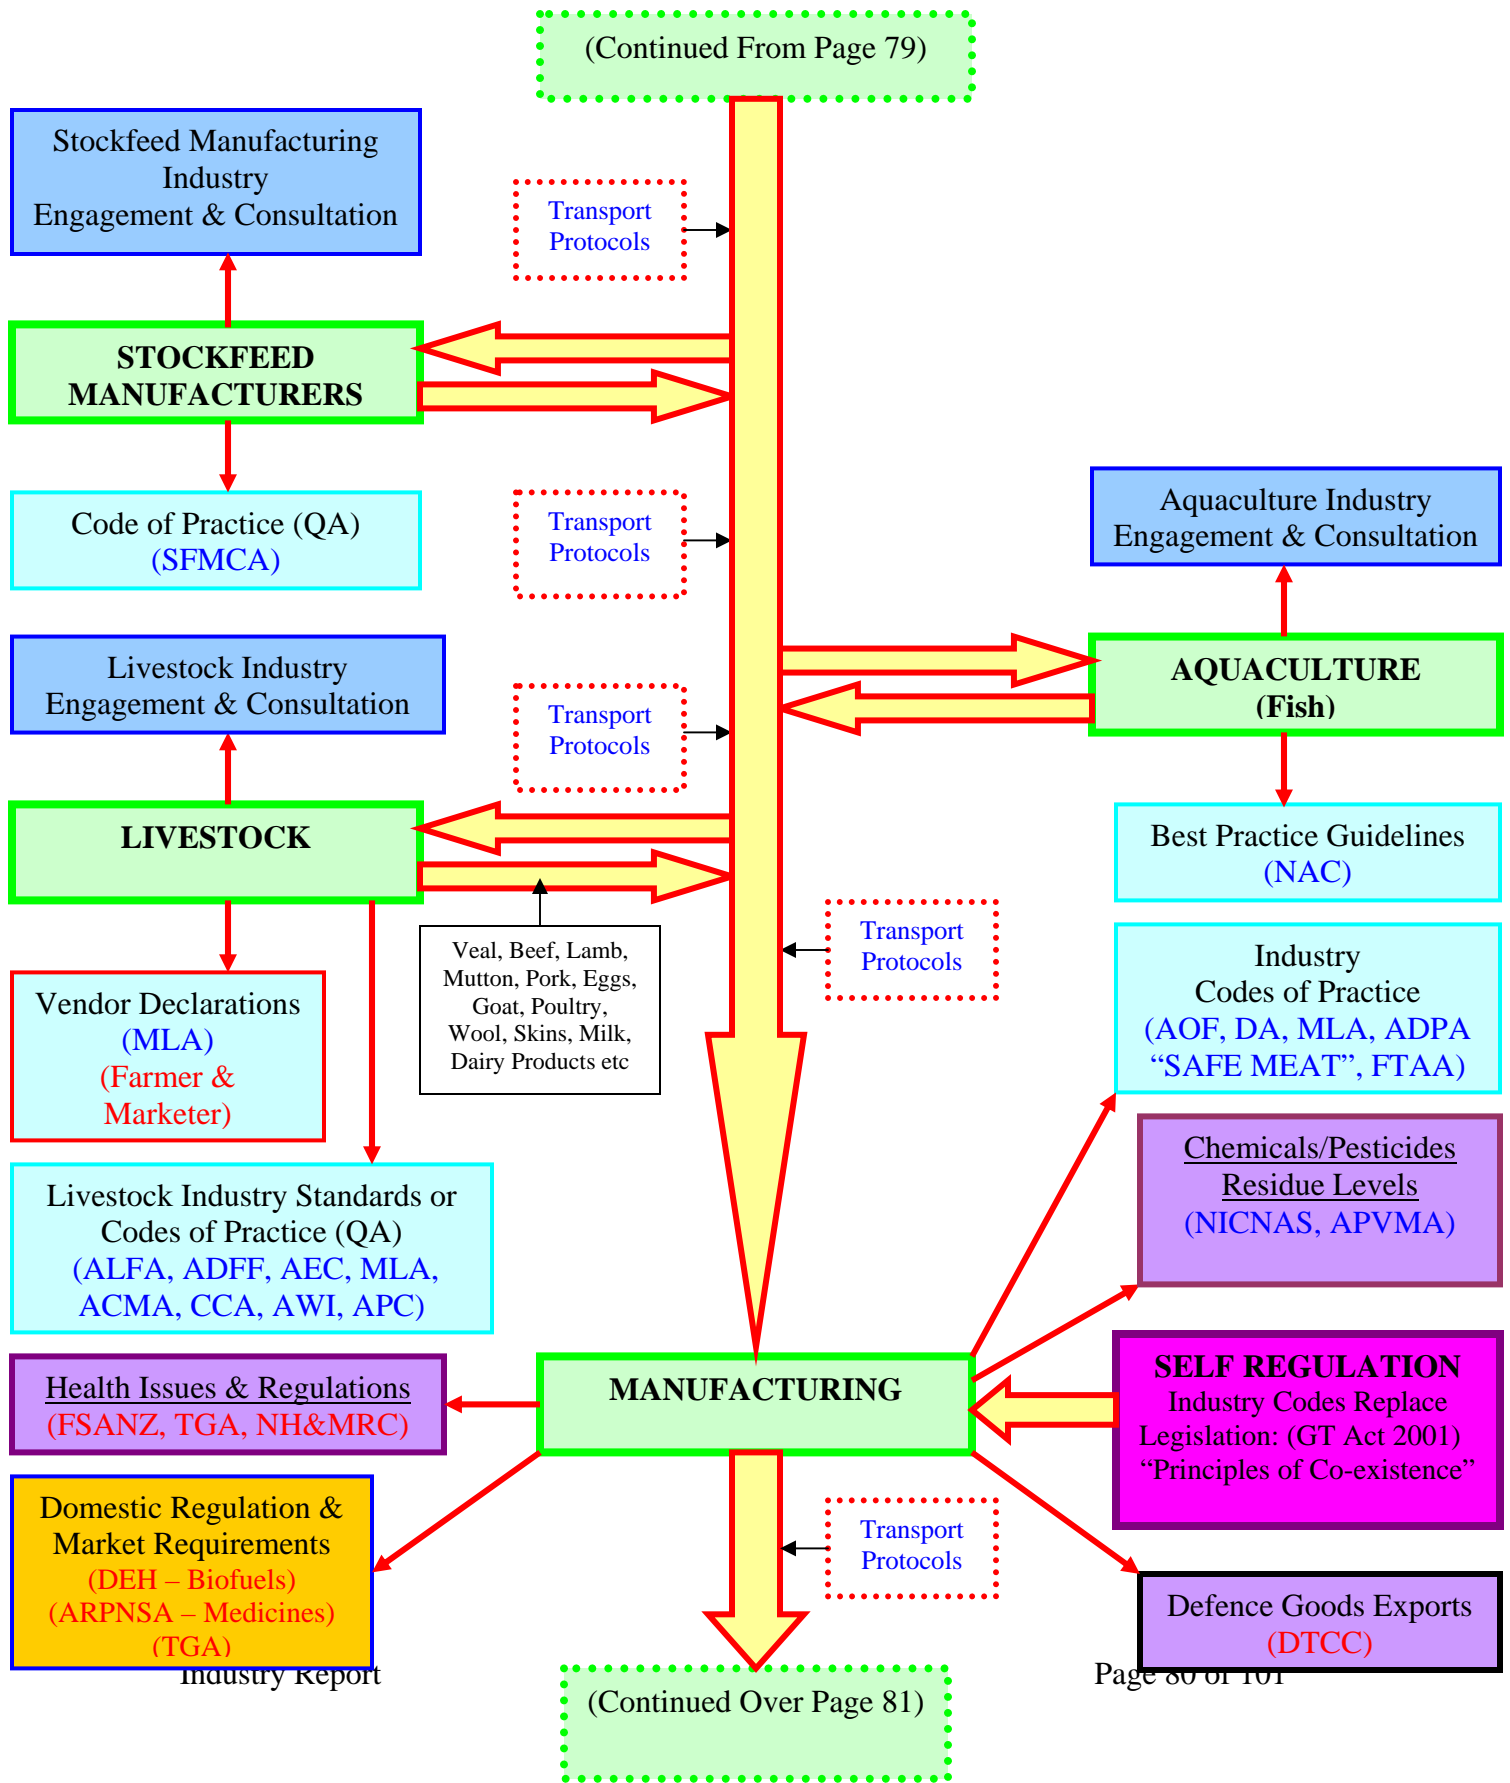 (Continued From Page 79)
Stockfeed Manufacturing
Industry
Engagement & Consultation
Transport
Protocols
STOCKFEED
MANUFACTURERS
Code of Practice (QA)
(SFMCA)
Transport
Protocols
Aquaculture Industry
Engagement & Consultation
Livestock Industry
Engagement & Consultation
Transport
Protocols
AQUACULTURE
(Fish)
LIVESTOCK
Best Practice Guidelines
(NAC)
Veal, Beef, Lamb,
Mutton, Pork, Eggs,
Goat, Poultry,
Wool, Skins, Milk,
Dairy Products etc
Transport
Protocols
Industry
Codes of Practice
(AOF, DA, MLA, ADPA
“SAFE MEAT”, FTAA)
Vendor Declarations
(MLA)
(Farmer &
Marketer)
Chemicals/Pesticides
Residue Levels
(NICNAS, APVMA)
Livestock Industry Standards or
Codes of Practice (QA)
(ALFA, ADFF, AEC, MLA,
ACMA, CCA, AWI, APC)
Health Issues & Regulations
(FSANZ, TGA, NH&MRC)
MANUFACTURING
SELF REGULATION
Industry Codes Replace
Legislation: (GT Act 2001)
“Principles of Co-existence”
Domestic Regulation &
Market Requirements
(DEH – Biofuels)
(ARPNSA – Medicines)
(TGA)
Transport
Protocols
Defence Goods Exports
(DTCC)
Industry Report
Page 80 of 101
(Continued Over Page 81)